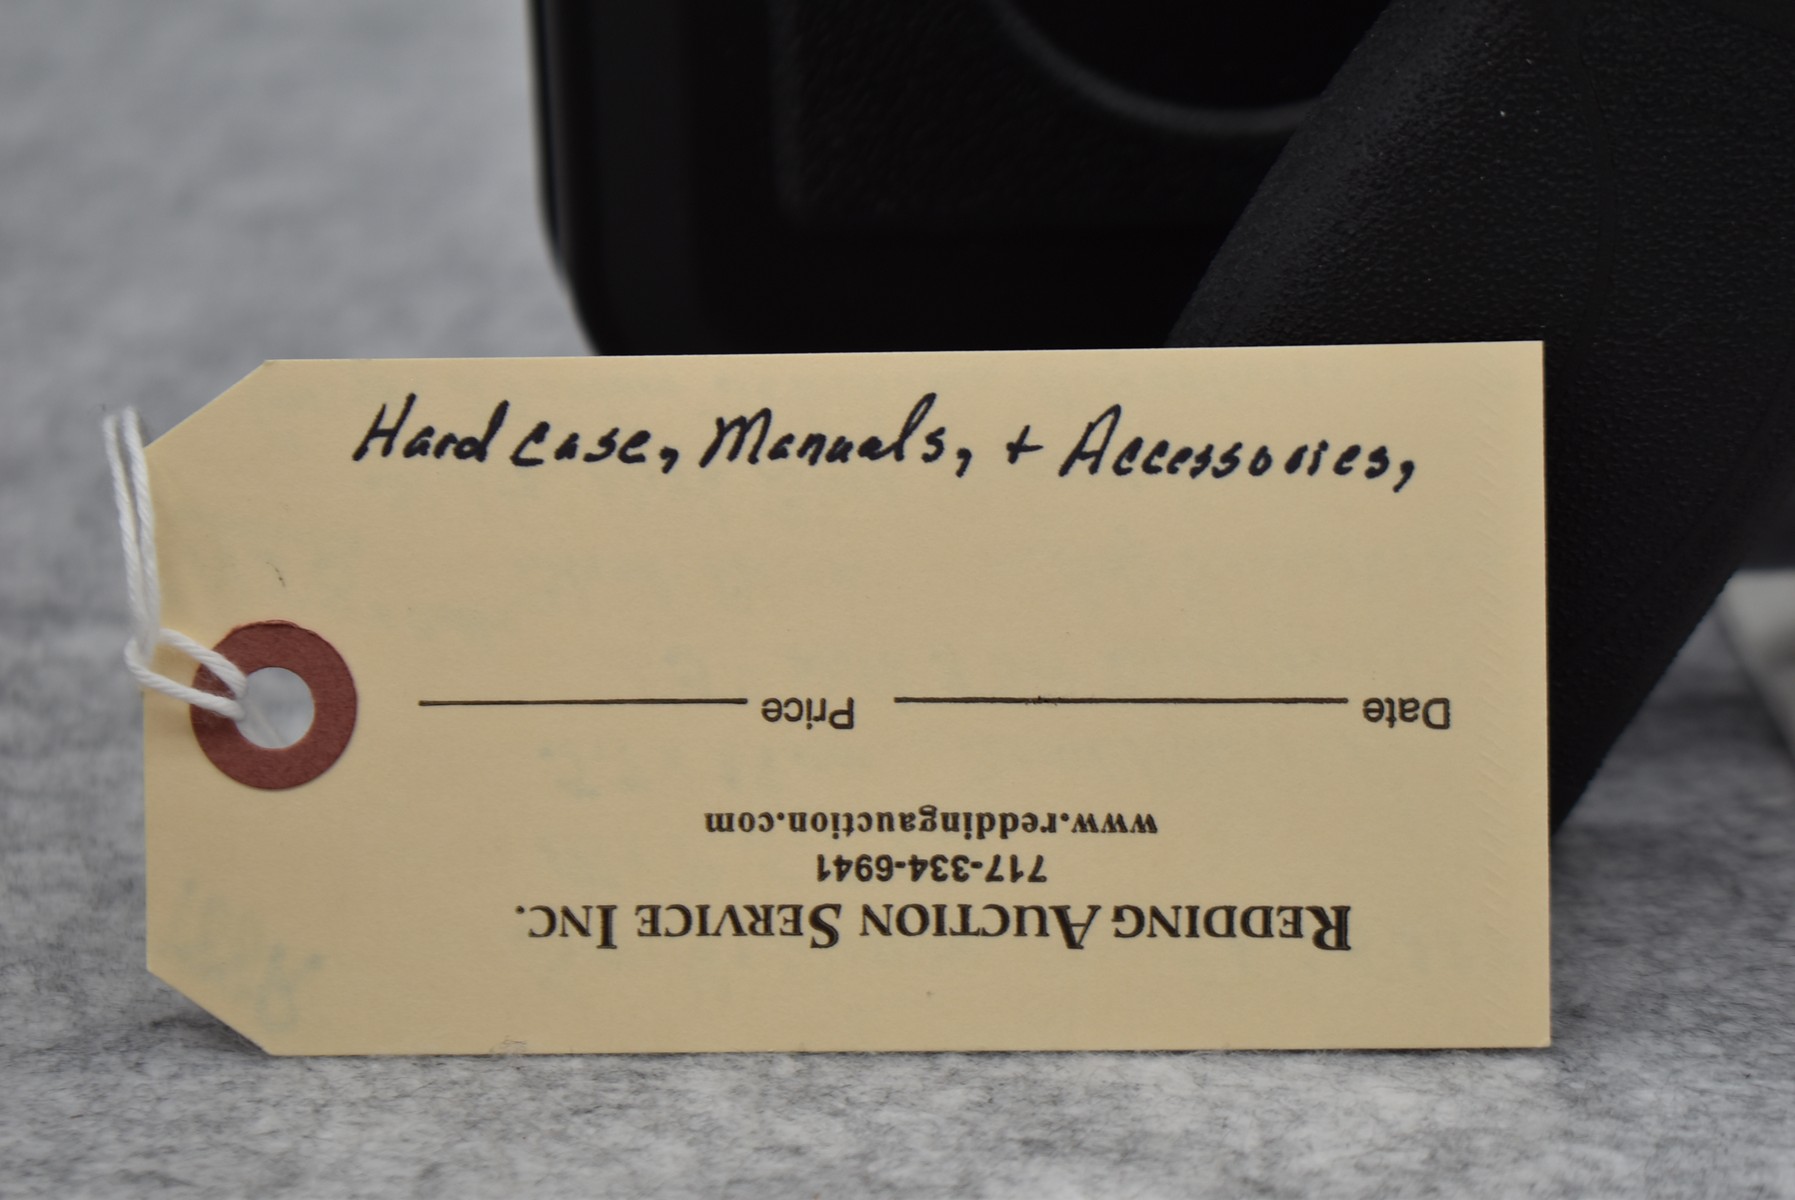 Hard case, Manuals, + Accessories,
REDDING AUCTION SERVICE INC.
717-334-6941
www.reddingauction.com
Date Price